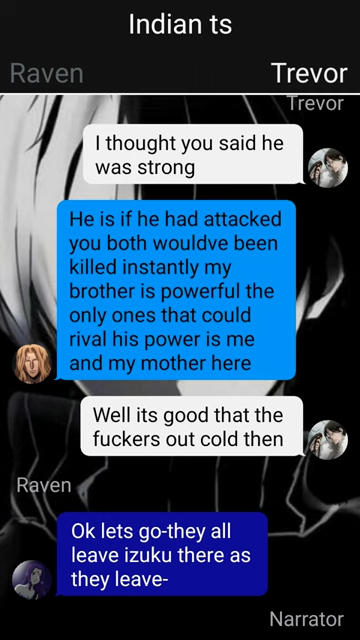 Indian ts
Raven
Trevor
Trevor
I thought you said he
was strong
He is if he had attacked
you both wouldve been
killed instantly my
brother is powerful the
only ones that could
rival his power is me
and my mother here
Well its good that the
fuckers out cold then
Raven
Ok lets go-they all
leave izuku there as
they leave-
Narrator